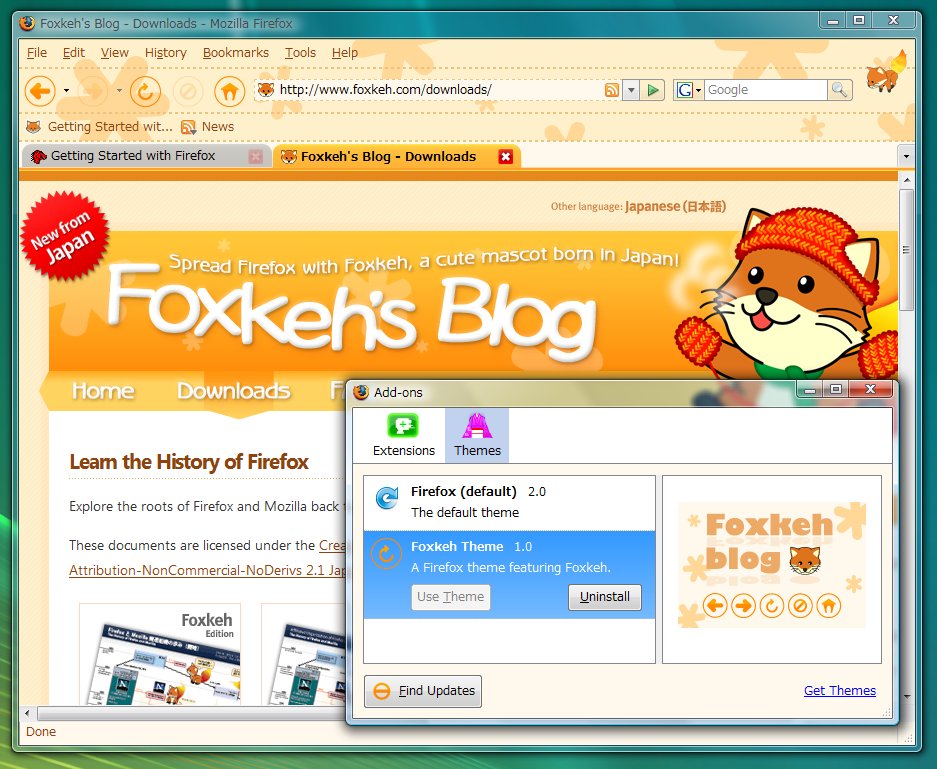 Foxkeh's Blog - Downloads - Mozilla Firefox
File Edit View History Bookmarks Tools Help
http://www.foxkeh.com/downloads/
G Google
Getting Started wit... News
Getting Started with Firefox
Foxkeh's Blog - Downloads
Other language: Japanese (日本語)
New from
Japan
Spread Firefox with Foxkeh, a cute mascot born in Japan!
Foxkeh's Blog
Home Downloads F
Learn the History of Firefox
Explore the roots of Firefox and Mozilla back
These documents are licensed under the Crea
Attribution-NonCommercial-NoDerivs 2.1 Jap
Foxkeh
Edition
Add-ons
Extensions Themes
Firefox (default) 2.0
The default theme
Foxkeh Theme 1.0
A Firefox theme featuring Foxkeh.
Use Theme Uninstall
Foxkeh
blog
Find Updates
Get Themes
Done